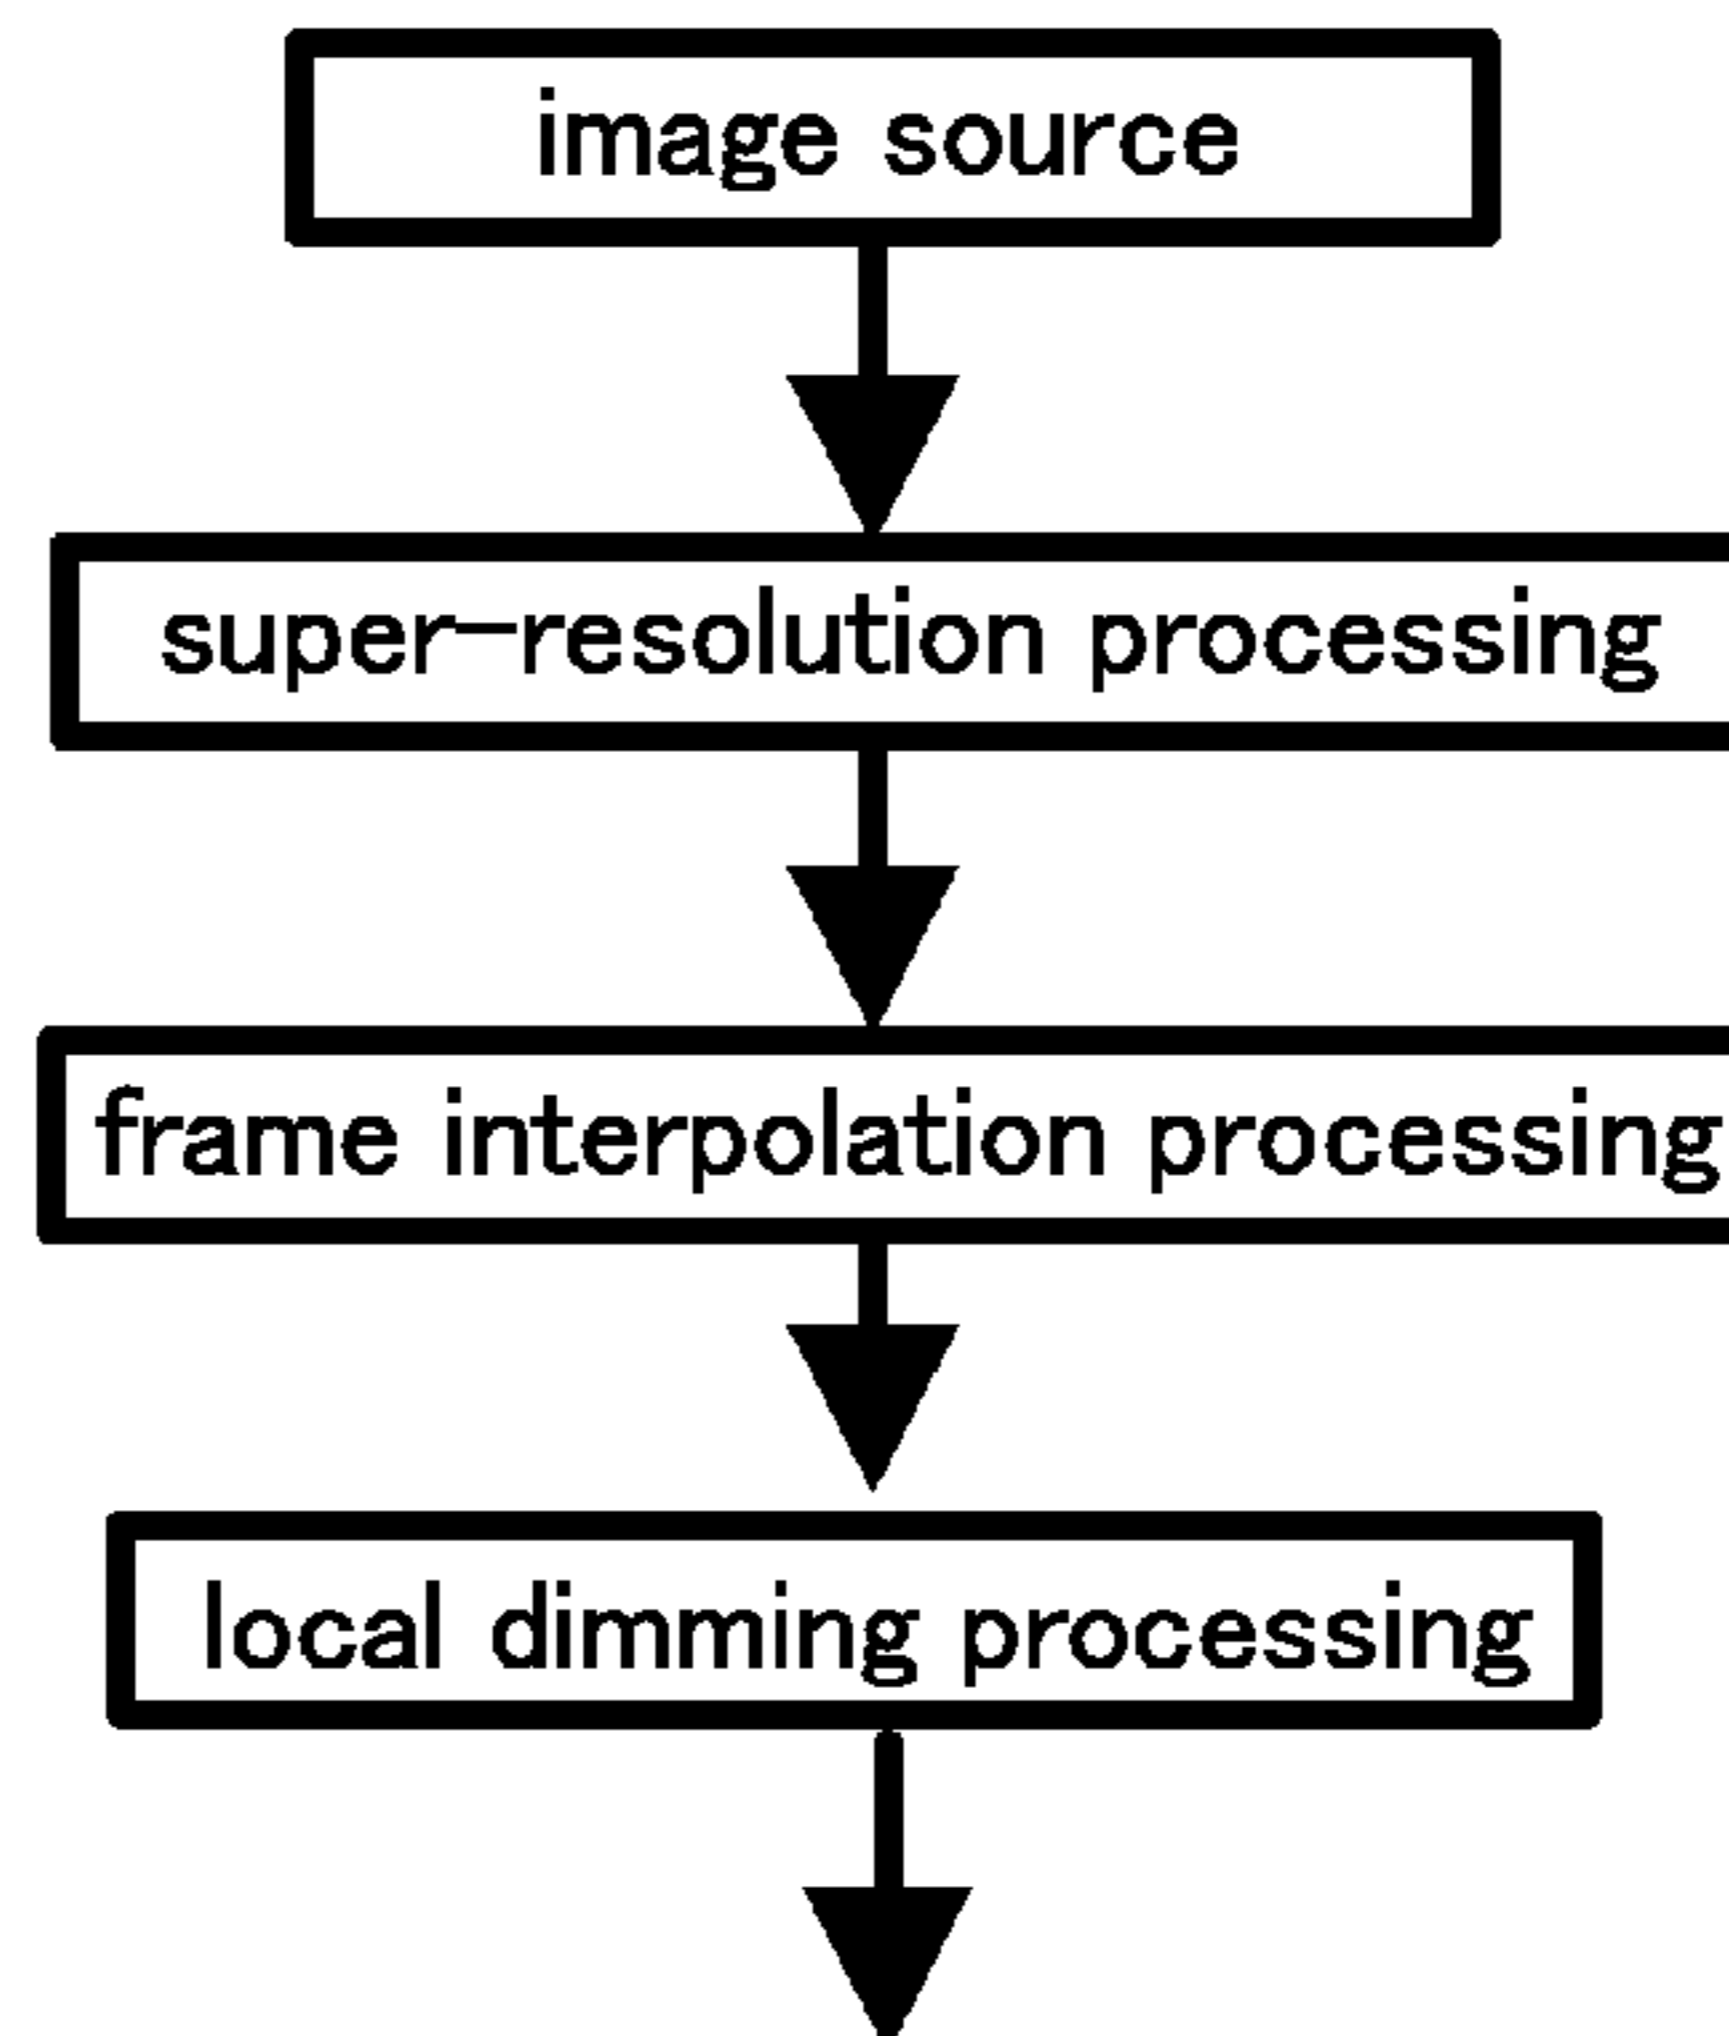 image source
super-resolution processing
frame interpolation processing
local dimming processing